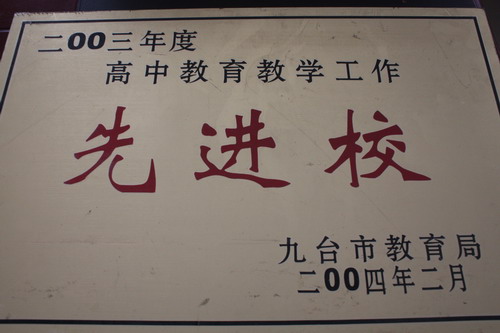 二00三年度
高中教育教学工作
先进校
九台市教育局
二00四年二月